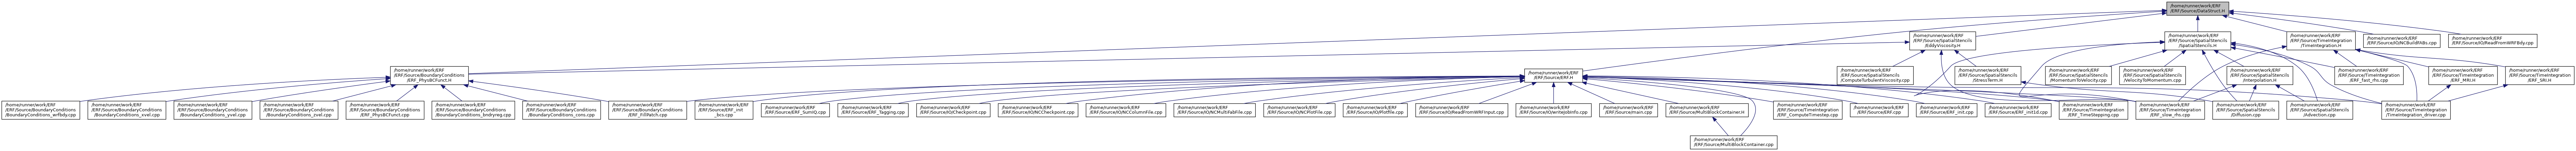 /home/runner/work/ERF
/ERF/Source/DataStruct.H
/home/runner/work/ERF
/ERF/Source/SpatialStencils
/EddyViscosity.H
/home/runner/work/ERF
/ERF/Source/SpatialStencils
/SpatialStencils.H
/home/runner/work/ERF
/ERF/Source/TimeIntegration
/TimeIntegration.H
/home/runner/work/ERF
/ERF/Source/IO/NCBuildFABs.cpp
/home/runner/work/ERF
/ERF/Source/IO/ReadFromWRFBdy.cpp
/home/runner/work/ERF
/ERF/Source/BoundaryConditions
/ERF_PhysBCFunct.H
/home/runner/work/ERF
/ERF/Source/ERF.H
/home/runner/work/ERF
/ERF/Source/SpatialStencils
/ComputeTurbulentViscosity.cpp
/home/runner/work/ERF
/ERF/Source/SpatialStencils
/StressTerm.H
/home/runner/work/ERF
/ERF/Source/SpatialStencils
/MomentumToVelocity.cpp
/home/runner/work/ERF
/ERF/Source/SpatialStencils
/VelocityToMomentum.cpp
/home/runner/work/ERF
/ERF/Source/SpatialStencils
/Interpolation.H
/home/runner/work/ERF
/ERF/Source/TimeIntegration
/ERF_fast_rhs.cpp
/home/runner/work/ERF
/ERF/Source/TimeIntegration
/ERF_MRI.H
/home/runner/work/ERF
/ERF/Source/TimeIntegration
/ERF_SRI.H
/home/runner/work/ERF
/ERF/Source/BoundaryConditions
/BoundaryConditions_wrfbdy.cpp
/home/runner/work/ERF
/ERF/Source/BoundaryConditions
/BoundaryConditions_xvel.cpp
/home/runner/work/ERF
/ERF/Source/BoundaryConditions
/BoundaryConditions_yvel.cpp
/home/runner/work/ERF
/ERF/Source/BoundaryConditions
/BoundaryConditions_zvel.cpp
/home/runner/work/ERF
/ERF/Source/BoundaryConditions
/ERF_PhysBCFunct.cpp
/home/runner/work/ERF
/ERF/Source/BoundaryConditions
/BoundaryConditions_bndryreg.cpp
/home/runner/work/ERF
/ERF/Source/BoundaryConditions
/BoundaryConditions_cons.cpp
/home/runner/work/ERF
/ERF/Source/BoundaryConditions
/ERF_FillPatch.cpp
/home/runner/work/ERF
/ERF/Source/ERF_init
_bcs.cpp
/home/runner/work/ERF
/ERF/Source/ERF_SumIQ.cpp
/home/runner/work/ERF
/ERF/Source/ERF_Tagging.cpp
/home/runner/work/ERF
/ERF/Source/IO/Checkpoint.cpp
/home/runner/work/ERF
/ERF/Source/IO/NCCheckpoint.cpp
/home/runner/work/ERF
/ERF/Source/IO/NCColumnFile.cpp
/home/runner/work/ERF
/ERF/Source/IO/NCMultiFabFile.cpp
/home/runner/work/ERF
/ERF/Source/IO/NCPlotFile.cpp
/home/runner/work/ERF
/ERF/Source/IO/Plotfile.cpp
/home/runner/work/ERF
/ERF/Source/IO/ReadFromWRFInput.cpp
/home/runner/work/ERF
/ERF/Source/IO/writeJobInfo.cpp
/home/runner/work/ERF
/ERF/Source/main.cpp
/home/runner/work/ERF
/ERF/Source/MultiBlockContainer.H
/home/runner/work/ERF
/ERF/Source/TimeIntegration
/ERF_ComputeTimestep.cpp
/home/runner/work/ERF
/ERF/Source/ERF.cpp
/home/runner/work/ERF
/ERF/Source/ERF_init.cpp
/home/runner/work/ERF
/ERF/Source/ERF_init1d.cpp
/home/runner/work/ERF
/ERF/Source/TimeIntegration
/ERF_TimeStepping.cpp
/home/runner/work/ERF
/ERF/Source/TimeIntegration
/ERF_slow_rhs.cpp
/home/runner/work/ERF
/ERF/Source/SpatialStencils
/Diffusion.cpp
/home/runner/work/ERF
/ERF/Source/SpatialStencils
/Advection.cpp
/home/runner/work/ERF
/ERF/Source/TimeIntegration
/TimeIntegration_driver.cpp
/home/runner/work/ERF
/ERF/Source/MultiBlockContainer.cpp